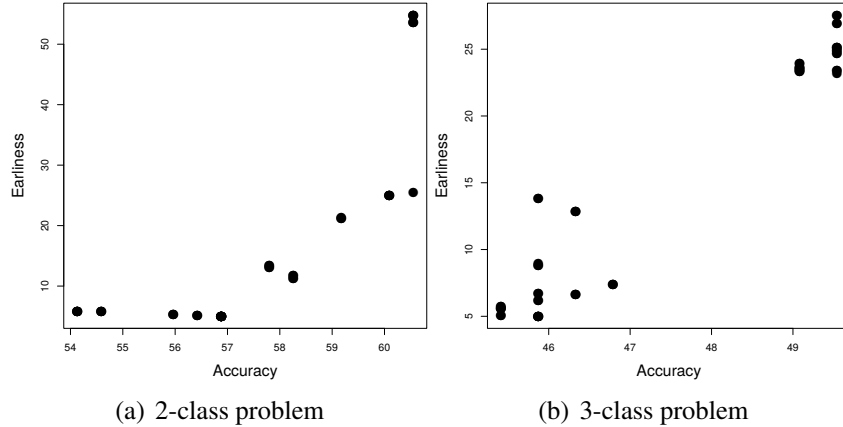 50
40
30
20
10
Earliness
54 55 56 57 58 59 60
Accuracy
(a) 2-class problem
25
20
15
10
5
Earliness
46 47 48 49
Accuracy
(b) 3-class problem